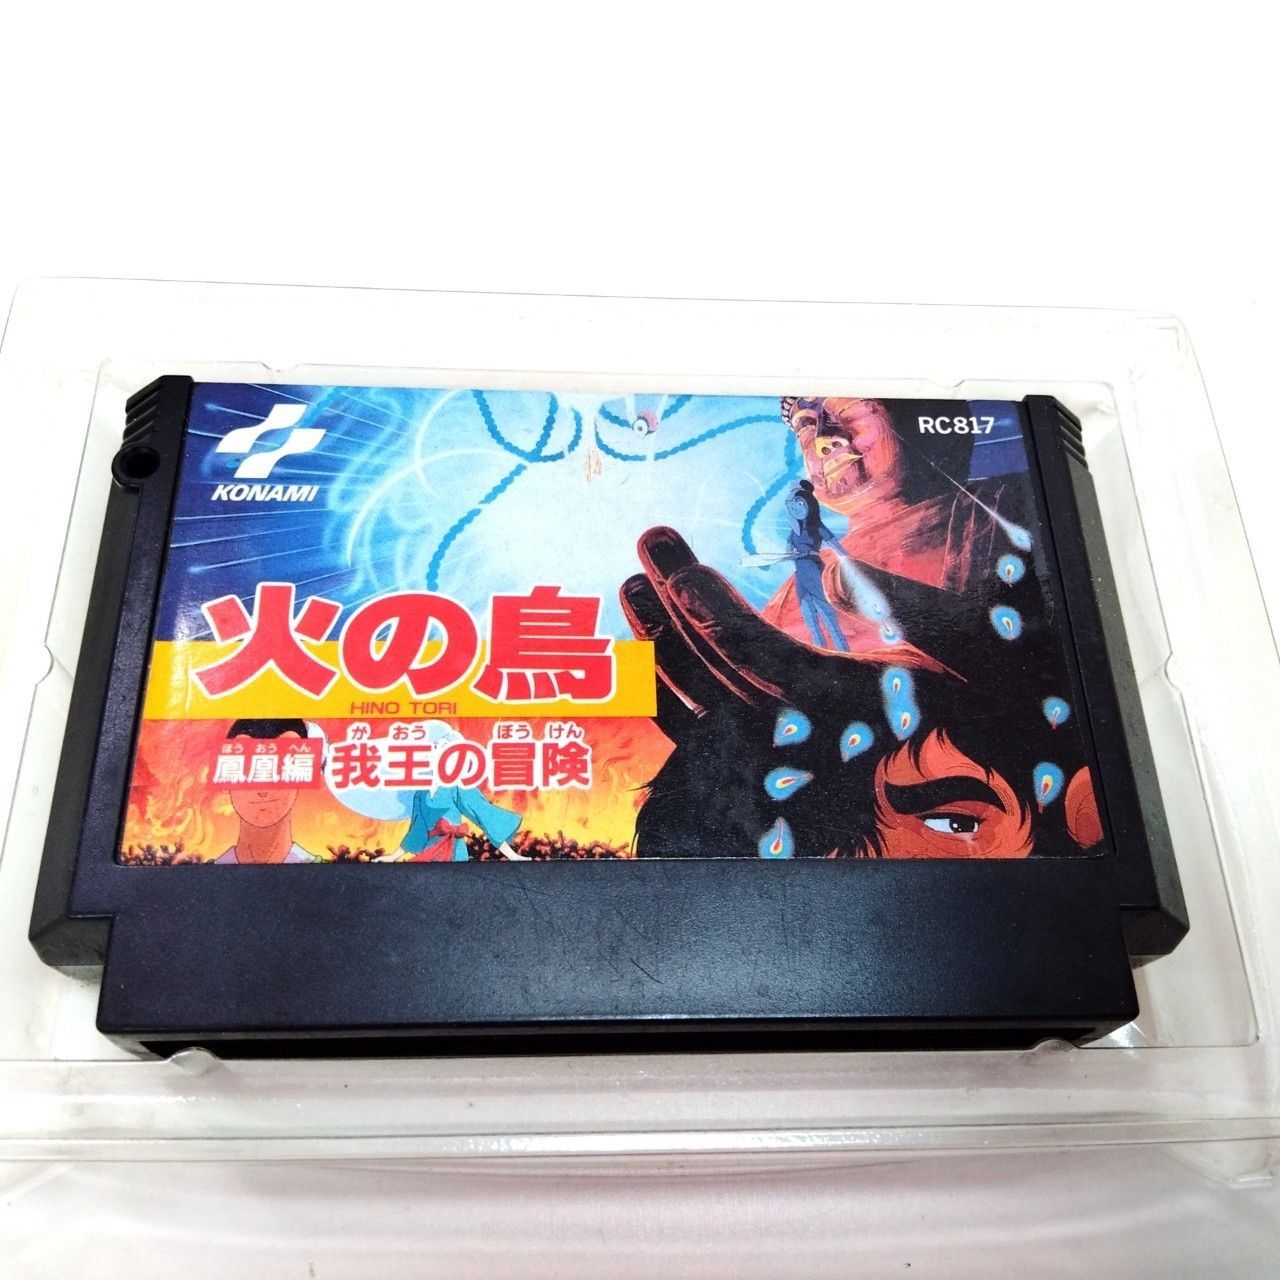 KONAMI
RC817
火の鳥
HINO TORI
ほう おう へん
鳳凰編
が おう ぼう けん
我王の冒険